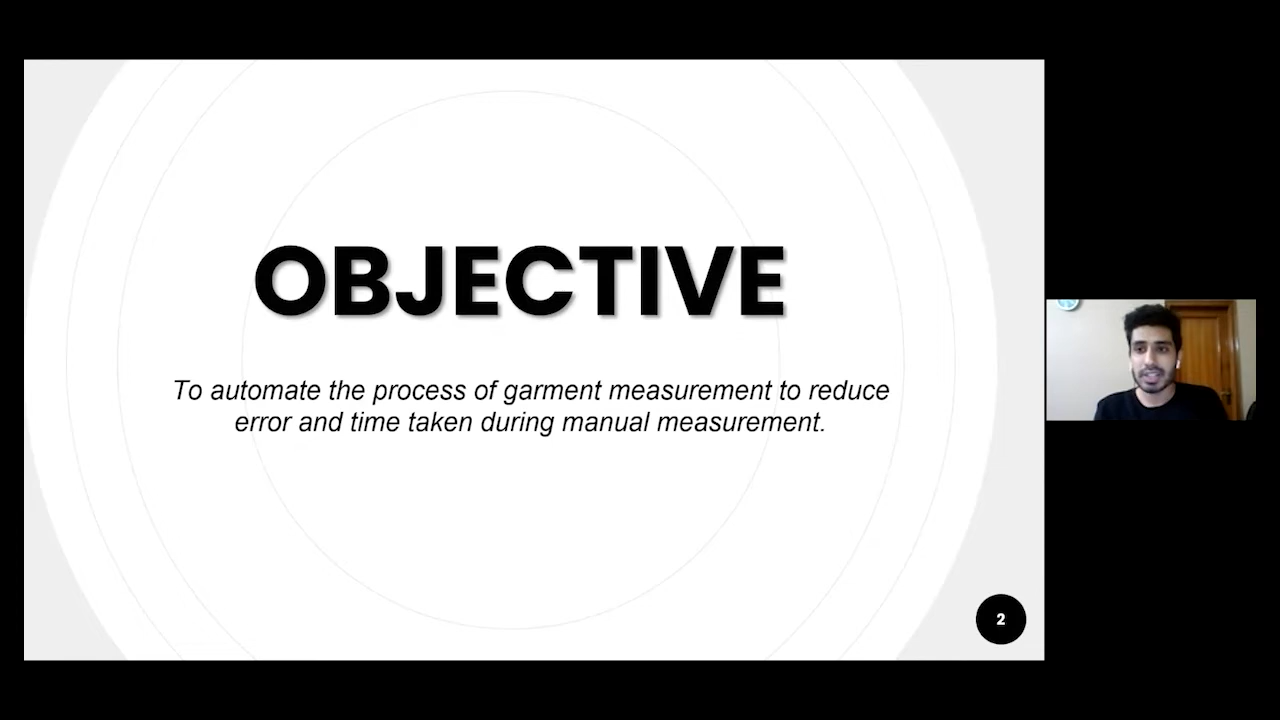 OBJECTIVE
To automate the process of garment measurement to reduce
error and time taken during manual measurement.
2